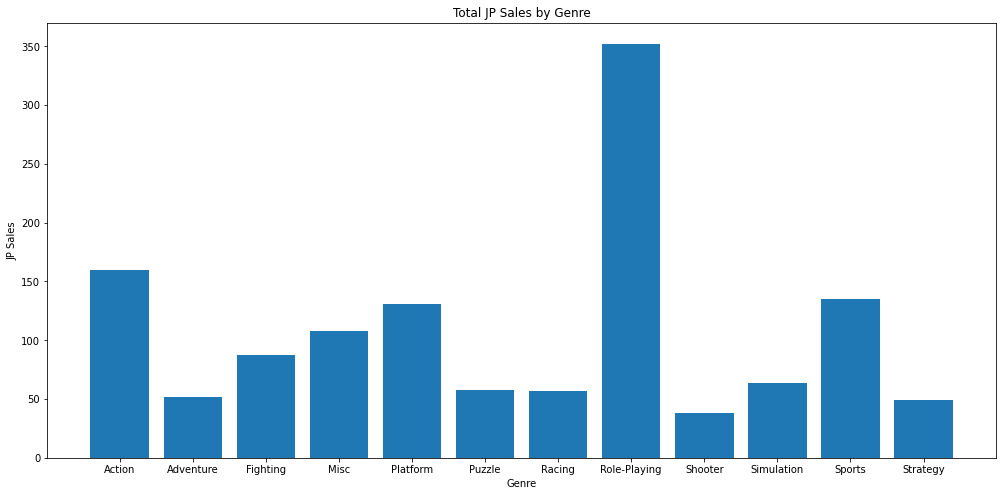 Total JP Sales by Genre
JP Sales
350
300
250
200
150
100
50
0
Action Adventure Fighting Misc Platform Puzzle Racing Role-Playing Shooter Simulation Sports Strategy
Genre